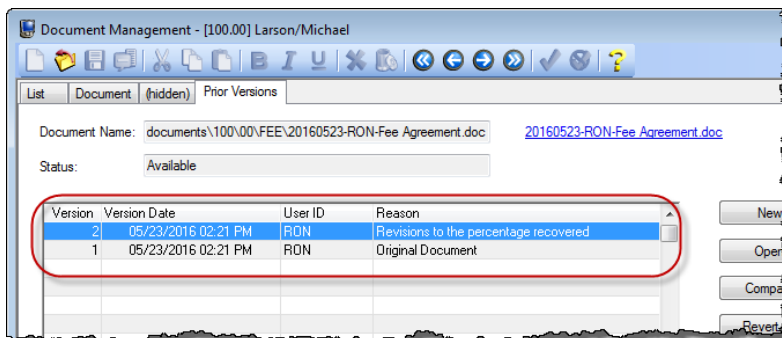 Document Management - [100.00] Larson/Michael
B I U ?
List Document (hidden) Prior Versions
Document Name: documents\100\00\FEE\20160523-RON-Fee Agreement.doc 20160523-RON-Fee Agreement.doc
Status: Available
Version Version Date User ID Reason
2 05/23/2016 02:21 PM RON Revisions to the percentage recovered
1 05/23/2016 02:21 PM RON Original Document
New
Open
Compa
Revert